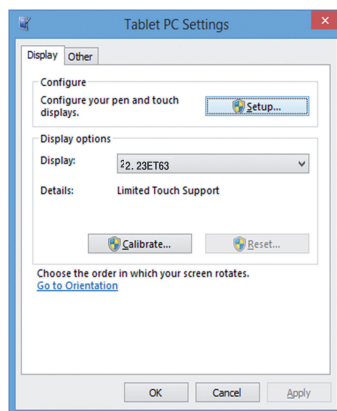 Tablet PC Settings
Display
Other
Configure
Configure your pen and touch
displays.
Setup...
Display options
Display:
22. 23ET63
Details:
Limited Touch Support
Calibrate...
Reset...
Choose the order in which your screen rotates.
Go to Orientation
OK
Cancel
Apply